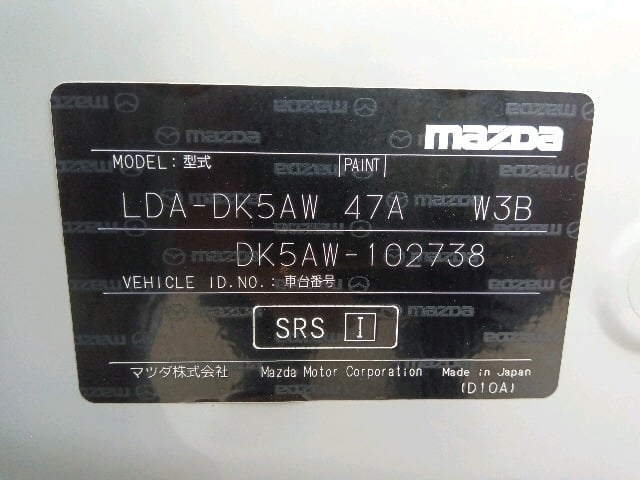 mazda
MODEL: 型式 PAINT
LDA-DK5AW 47A W3B
DK5AW-102738
VEHICLE ID.NO.: 車台番号
SRS I
マツダ株式会社 Mazda Motor Corporation Made in Japan
(D10A)